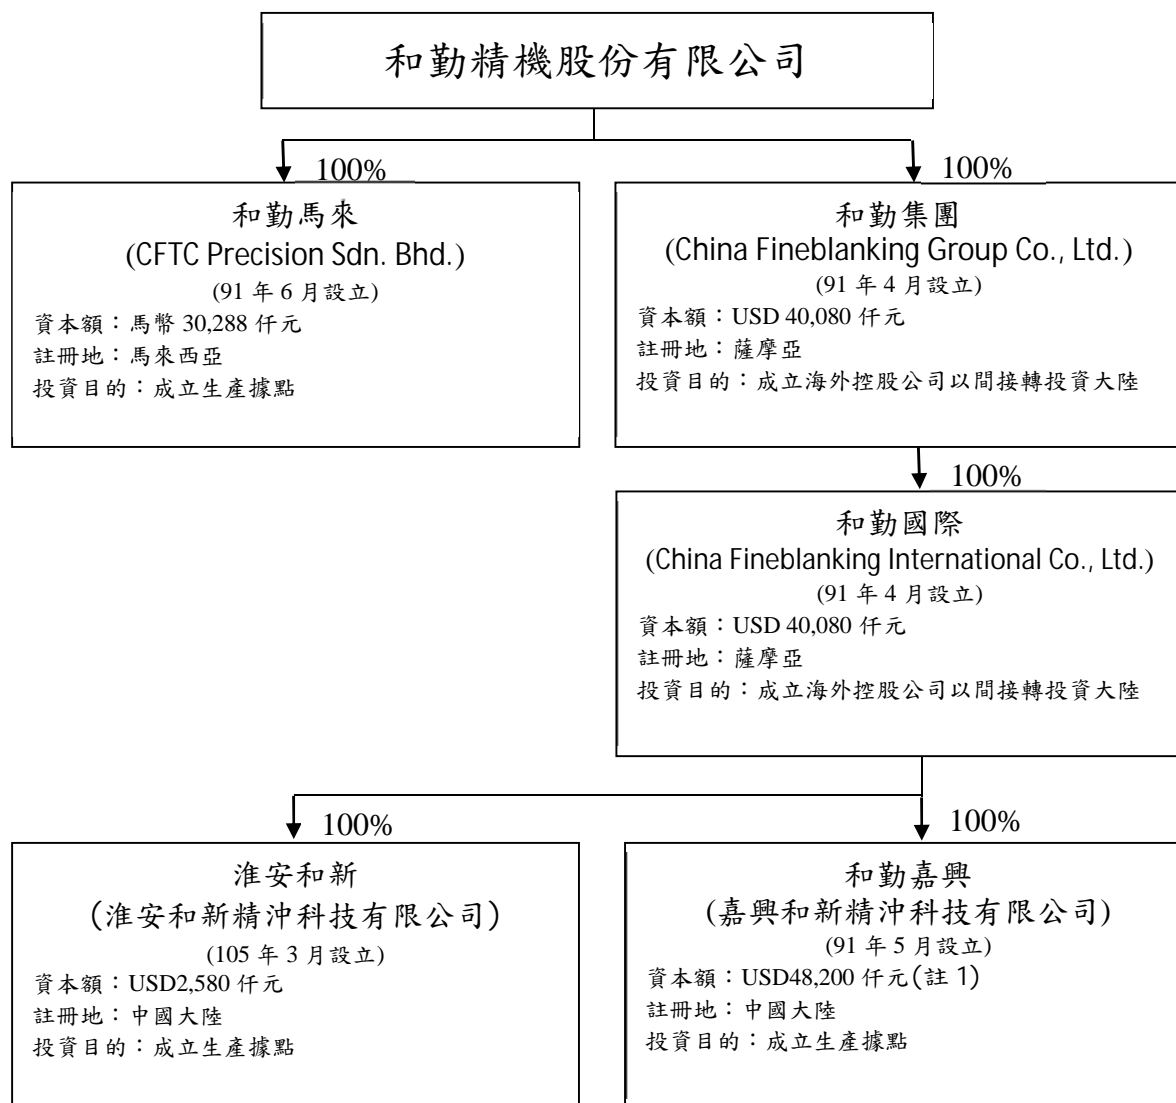 和勤精機股份有限公司
100%
100%
和勤馬來
(CFTC Precision Sdn. Bhd.)
(91 年 6 月設立)
資本額：馬幣 30,288 仟元
註冊地：馬來西亞
投資目的：成立生產據點
和勤集團
(China Fineblanking Group Co., Ltd.)
(91 年 4 月設立)
資本額：USD 40,080 仟元
註冊地：薩摩亞
投資目的：成立海外控股公司以間接轉投資大陸
100%
和勤國際
(China Fineblanking International Co., Ltd.)
(91 年 4 月設立)
資本額：USD 40,080 仟元
註冊地：薩摩亞
投資目的：成立海外控股公司以間接轉投資大陸
100%
100%
淮安和新
(淮安和新精沖科技有限公司)
(105 年 3 月設立)
資本額：USD2,580 仟元
註冊地：中國大陸
投資目的：成立生產據點
和勤嘉興
(嘉興和新精沖科技有限公司)
(91 年 5 月設立)
資本額：USD48,200 仟元(註 1)
註冊地：中國大陸
投資目的：成立生產據點